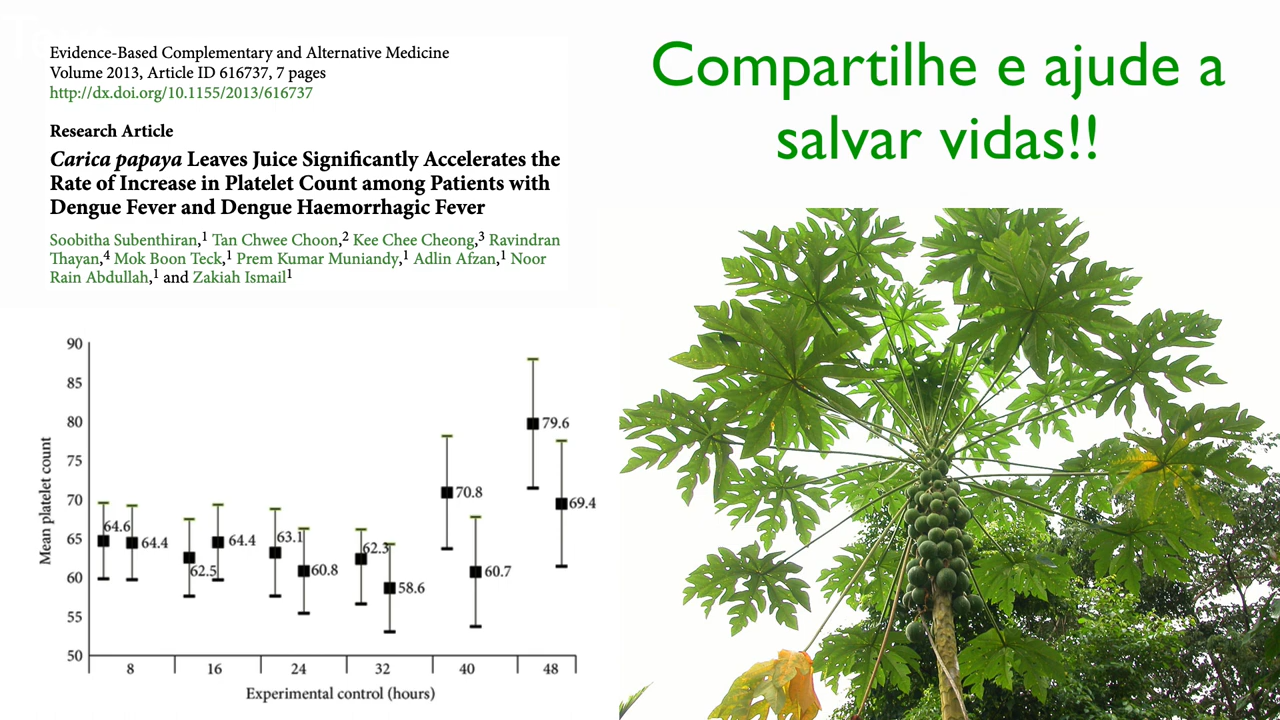 Evidence-Based Complementary and Alternative Medicine
Volume 2013, Article ID 616737, 7 pages
http://dx.doi.org/10.1155/2013/616737
Research Article
Carica papaya Leaves Juice Significantly Accelerates the
Rate of Increase in Platelet Count among Patients with
Dengue Fever and Dengue Haemorrhagic Fever
Soobitha Subenthiran,1 Tan Chwee Choon,2 Kee Chee Cheong,3 Ravindran
Thayan,4 Mok Boon Teck,1 Prem Kumar Muniandy,1 Adlin Afzan,1 Noor
Rain Abdullah,1 and Zakiah Ismail1
Compartilhe e ajude a
salvar vidas!!
Mean platelet count
90
85
80
75
70
65
60
55
50
64.6
64.4
62.5
64.4
63.1
60.8
62.3
58.6
70.8
60.7
79.6
69.4
8 16 24 32 40 48
Experimental control (hours)